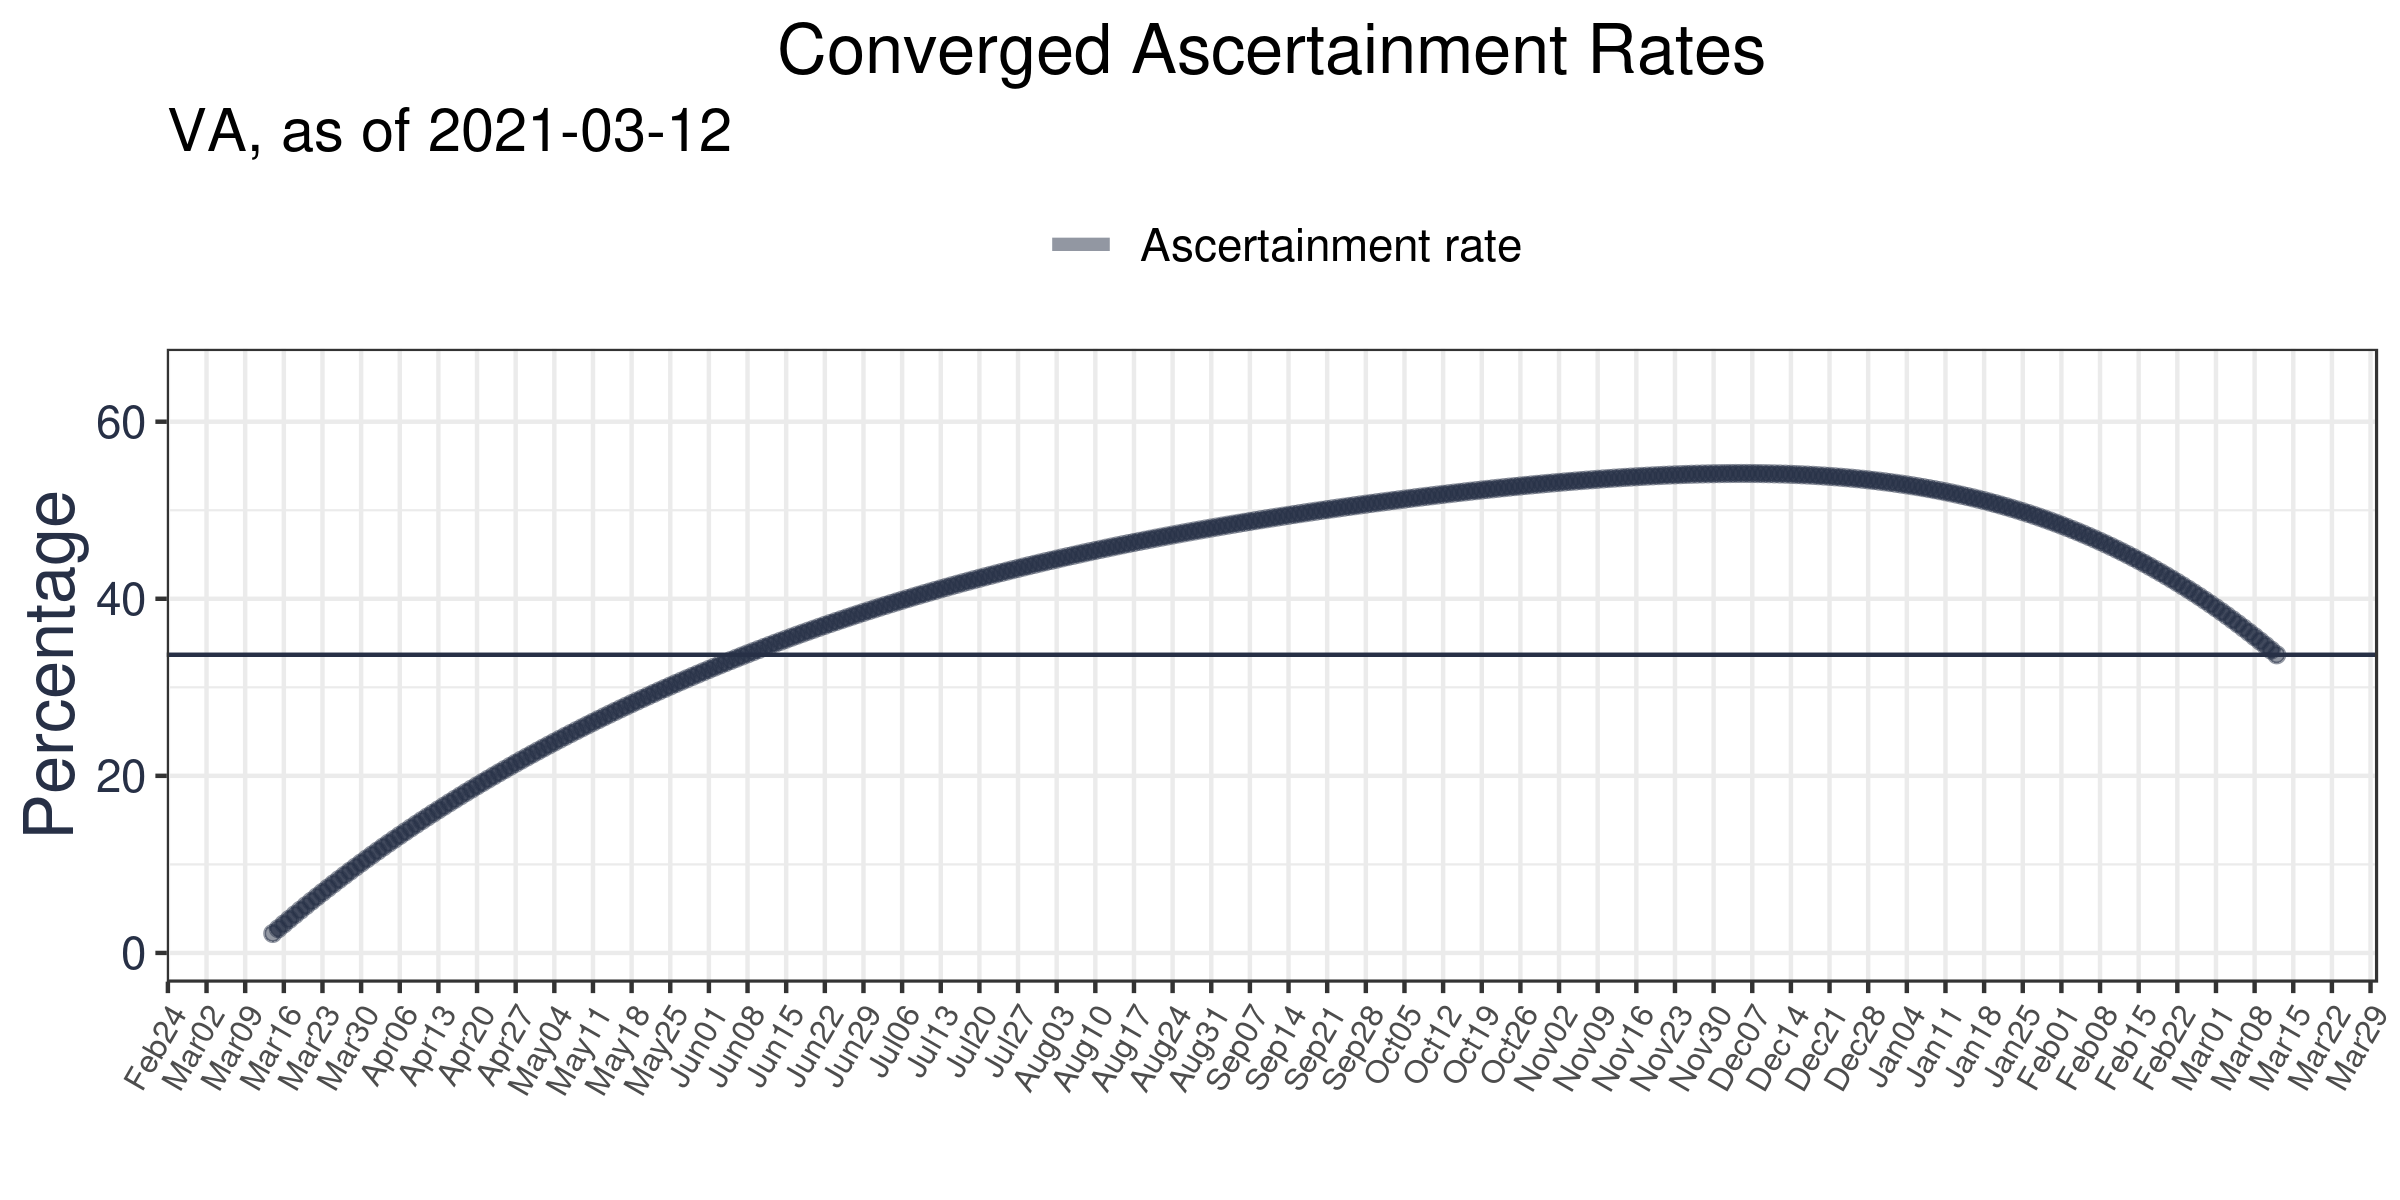 Converged Ascertainment Rates
VA, as of 2021-03-12
Ascertainment rate
Percentage
60
40
20
0
Feb24
Mar02
Mar09
Mar16
Mar23
Mar30
Apr06
Apr13
Apr20
Apr27
May04
May11
May18
May25
Jun01
Jun08
Jun15
Jun22
Jun29
Jul06
Jul13
Jul20
Jul27
Aug03
Aug10
Aug17
Aug24
Aug31
Sep07
Sep14
Sep21
Sep28
Oct05
Oct12
Oct19
Oct26
Nov02
Nov09
Nov16
Nov23
Nov30
Dec07
Dec14
Dec21
Dec28
Jan04
Jan11
Jan18
Jan25
Feb01
Feb08
Feb15
Feb22
Mar01
Mar08
Mar15
Mar22
Mar29